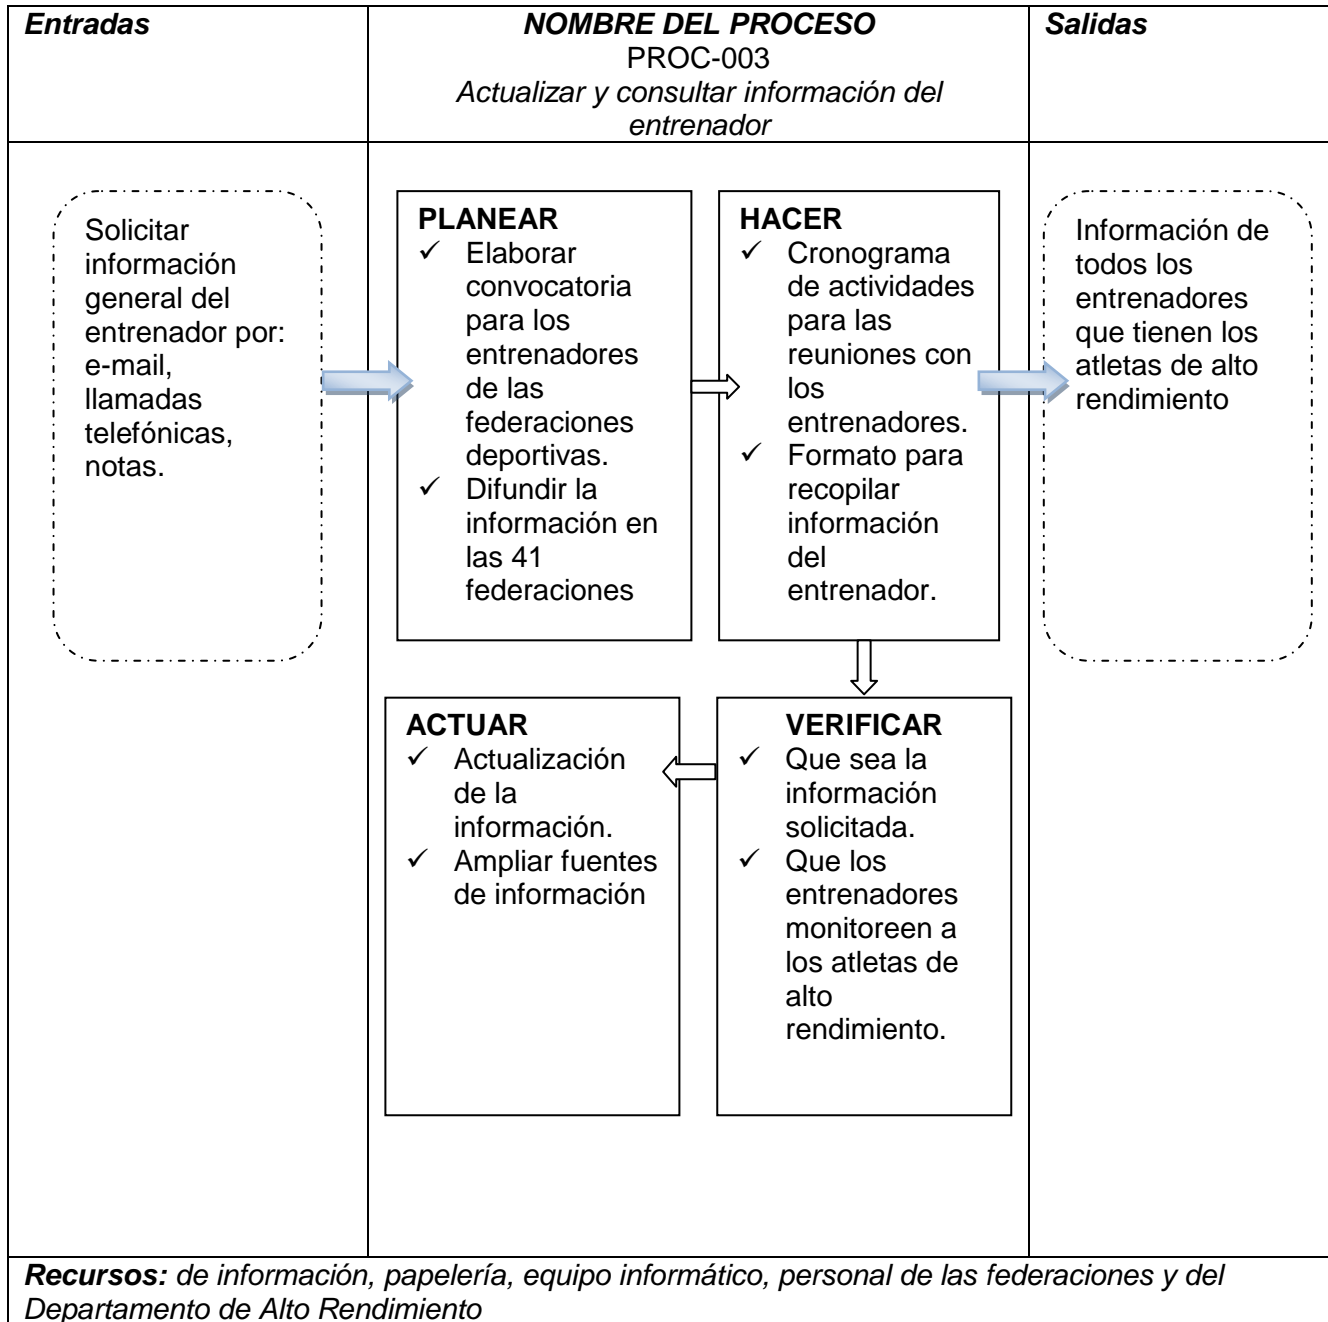 Entradas
NOMBRE DEL PROCESO
PROC-003
Actualizar y consultar información del
entrenador
Salidas
Solicitar
información
general del
entrenador por:
e-mail,
llamadas
telefónicas,
notas.
PLANEAR
✓ Elaborar
convocatoria
para los
entrenadores
de las
federaciones
deportivas.
✓ Difundir la
información en
las 41
federaciones
HACER
✓ Cronograma
de actividades
para las
reuniones con
los
entrenadores.
✓ Formato para
recopilar
información
del
entrenador.
Información de
todos los
entrenadores
que tienen los
atletas de alto
rendimiento
VERIFICAR
✓ Que sea la
información
solicitada.
✓ Que los
entrenadores
monitoreen a
los atletas de
alto
rendimiento.
ACTUAR
✓ Actualización
de la
información.
✓ Ampliar fuentes
de información
Recursos: de información, papelería, equipo informático, personal de las federaciones y del
Departamento de Alto Rendimiento